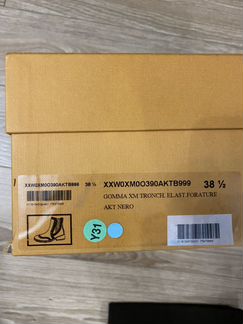 XXW0XM0O390AKTB999 38 ½
XXW0XM0O390AKTB999 38 ½
GOMMA XM TRONCH. ELAST.FORATURE
AKT NERO
Y31